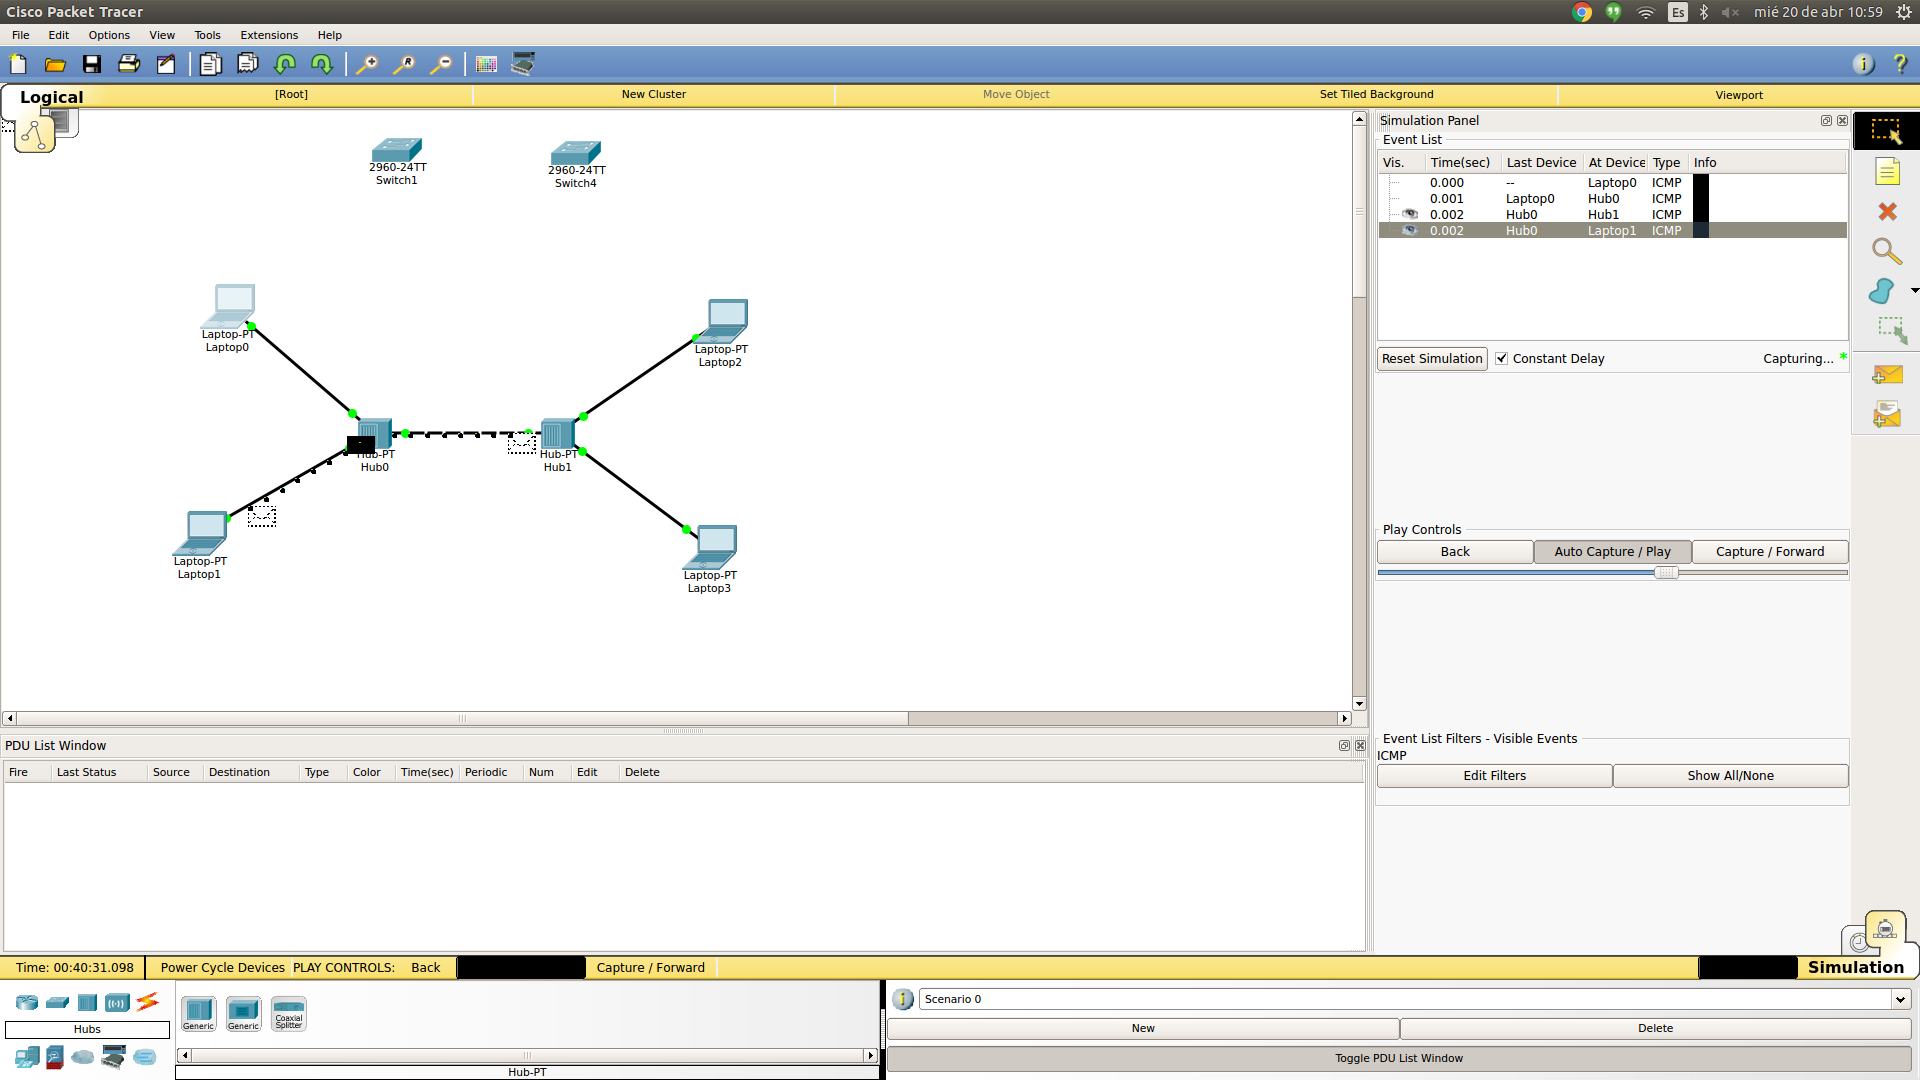 Cisco Packet Tracer
Es
mié 20 de abr 10:59
File Edit Options View Tools Extensions Help
Logical
[Root]
New Cluster
Move Object
Set Tiled Background
Viewport
2960-24TT
Switch1
2960-24TT
Switch4
Laptop-PT
Laptop0
Laptop-PT
Laptop2
Hub-PT
Hub0
Hub-PT
Hub1
Laptop-PT
Laptop1
Laptop-PT
Laptop3
Simulation Panel
Event List
Vis. Time(sec) Last Device At Device Type Info
0.000 -- Laptop0 ICMP
0.001 Laptop0 Hub0 ICMP
0.002 Hub0 Hub1 ICMP
0.002 Hub0 Laptop1 ICMP
Reset Simulation
Constant Delay
Capturing... *
Play Controls
Back
Auto Capture / Play
Capture / Forward
Event List Filters - Visible Events
ICMP
Edit Filters
Show All/None
PDU List Window
Fire Last Status Source Destination Type Color Time(sec) Periodic Num Edit Delete
Time: 00:40:31.098
Power Cycle Devices
PLAY CONTROLS:
Back
Capture / Forward
Simulation
Hubs
Generic
Generic
Coaxial
Splitter
Hub-PT
Scenario 0
New
Delete
Toggle PDU List Window